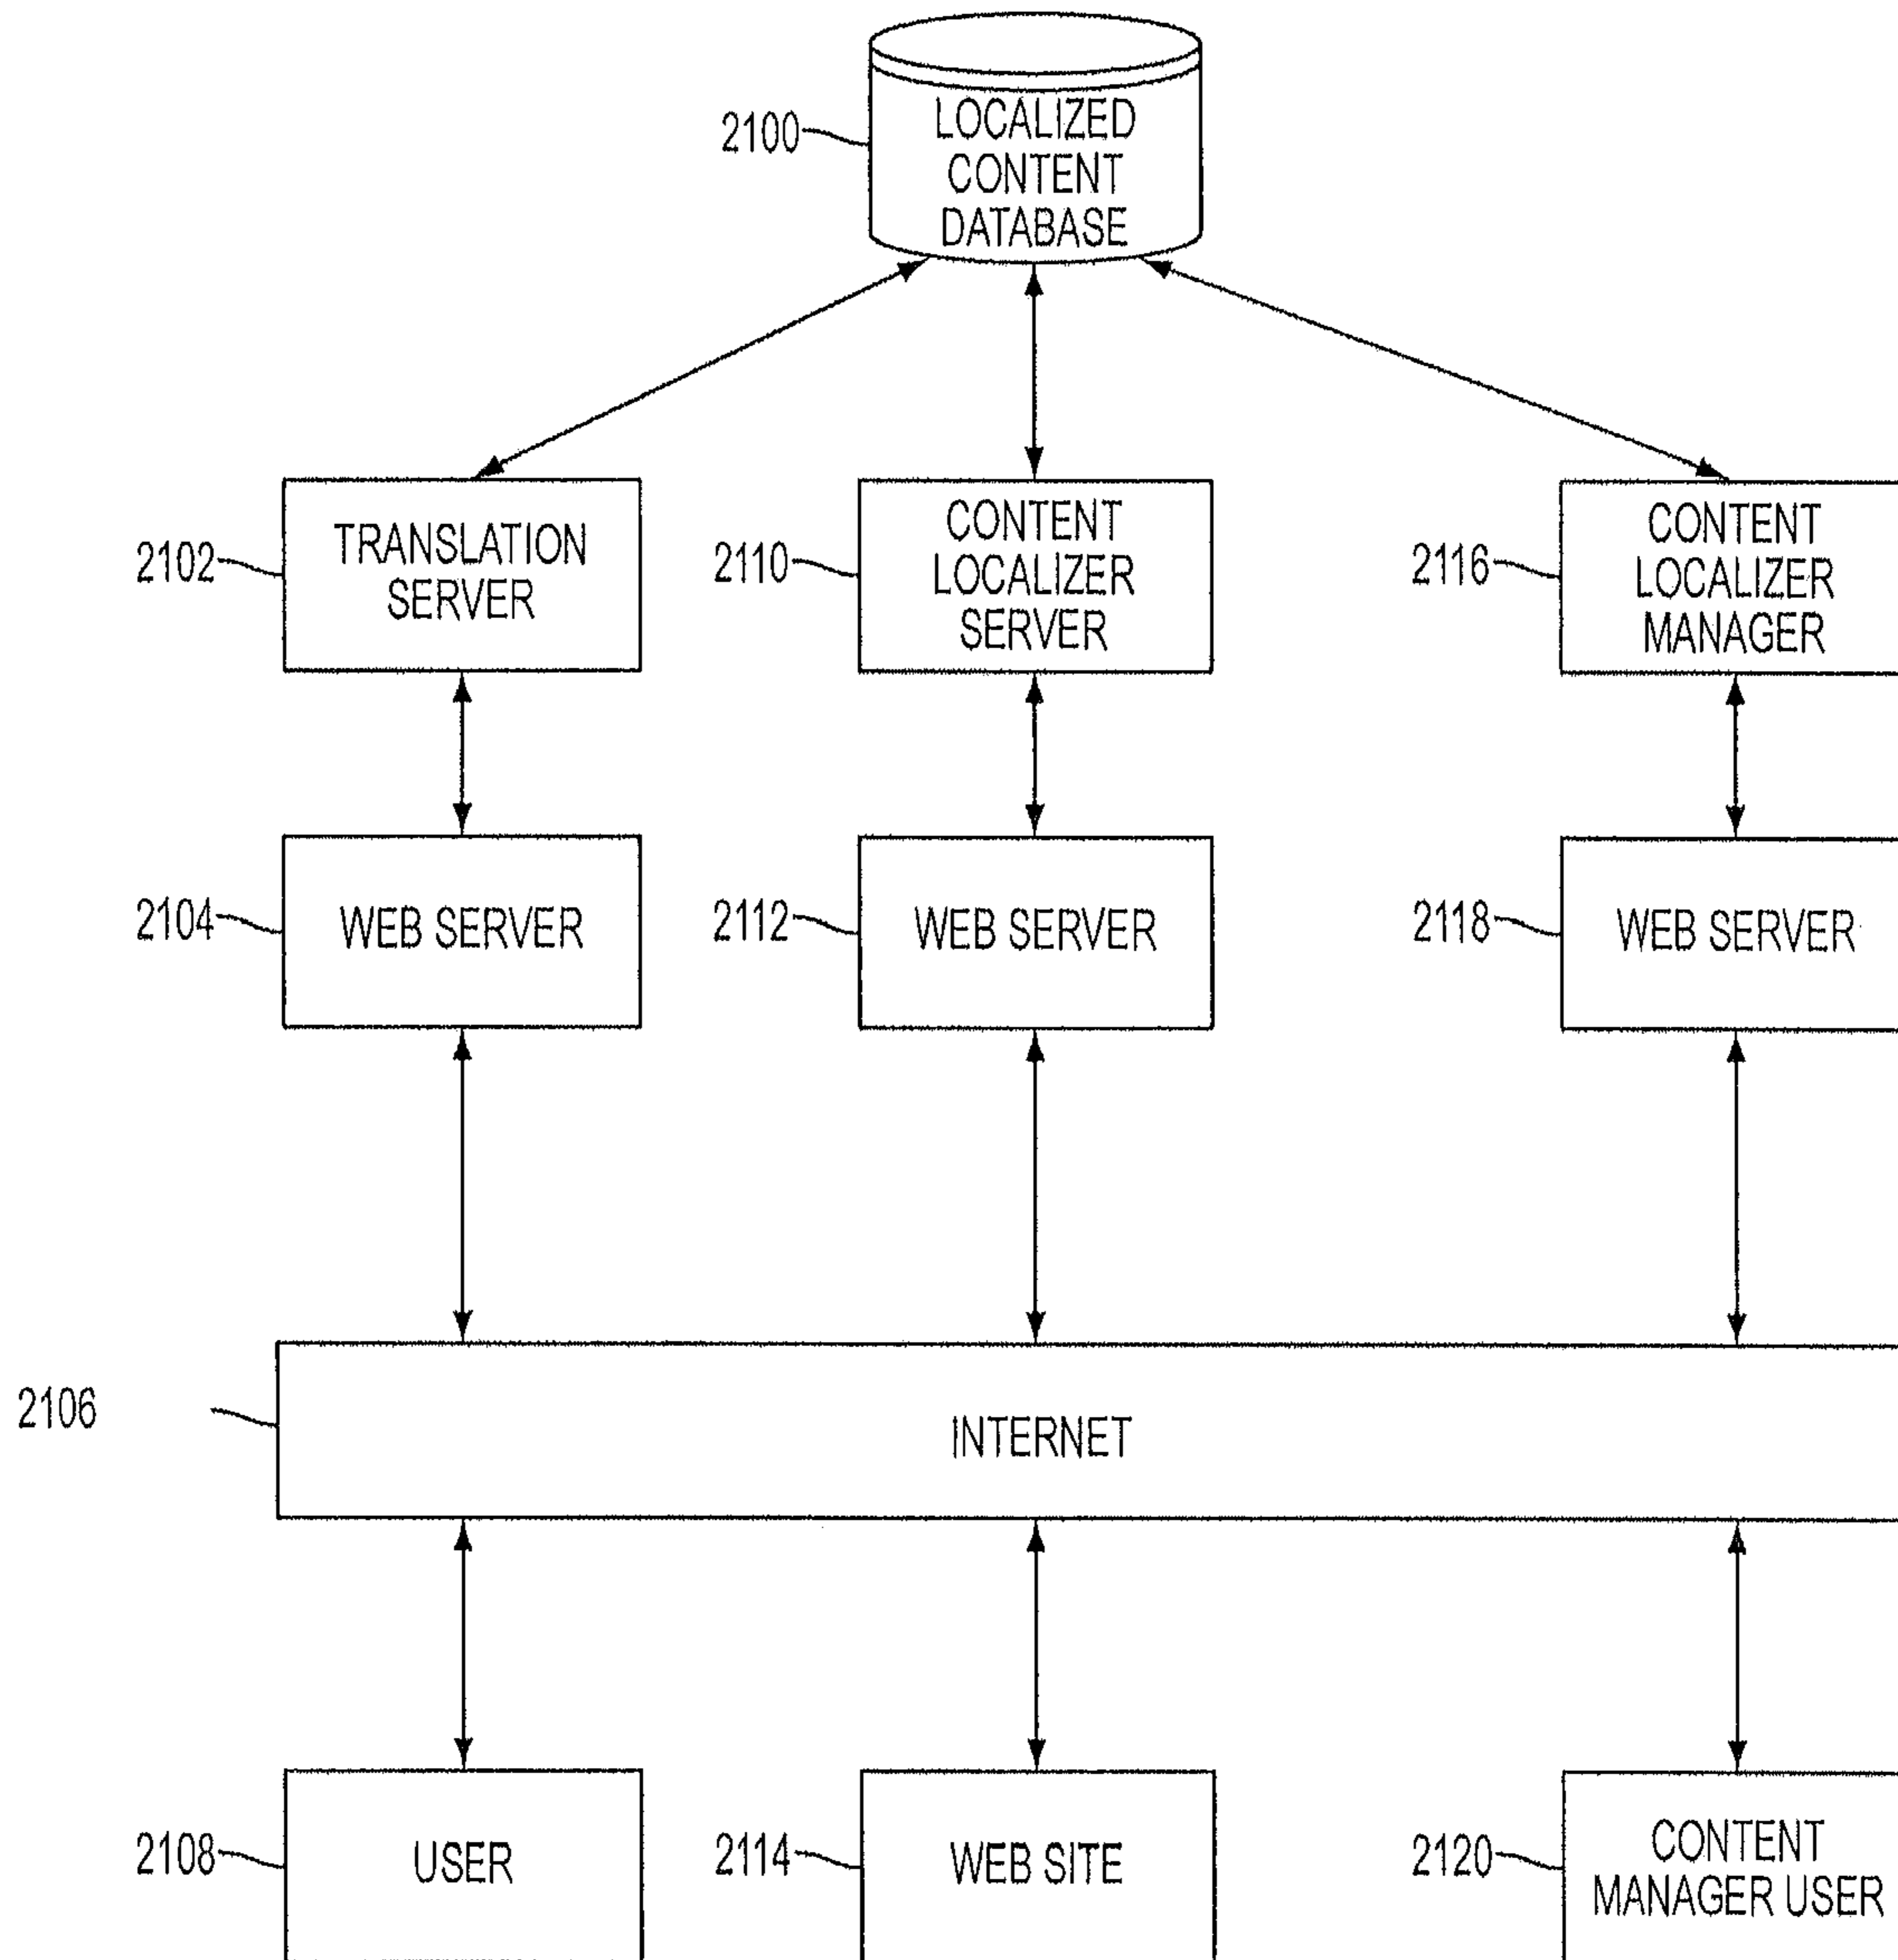 2100
LOCALIZED
CONTENT
DATABASE
2102
TRANSLATION
SERVER
2110
CONTENT
LOCALIZER
SERVER
2116
CONTENT
LOCALIZER
MANAGER
2104
WEB SERVER
2112
WEB SERVER
2118
WEB SERVER
2106
INTERNET
2108
USER
2114
WEB SITE
2120
CONTENT
MANAGER USER